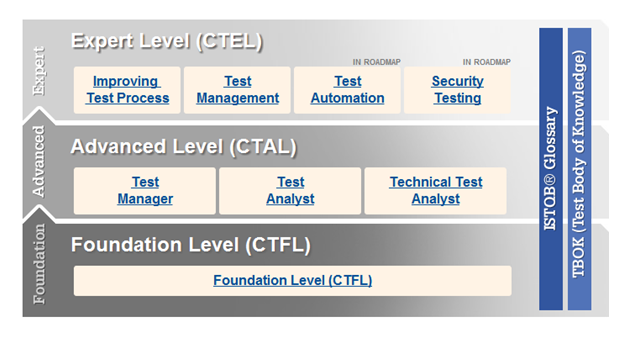 Expert Level (CTEL)
IN ROADMAP
IN ROADMAP
Improving
Test Process
Test
Management
Test
Automation
Security
Testing
Expert
Advanced Level (CTAL)
Test
Manager
Test
Analyst
Technical Test
Analyst
Advanced
Foundation Level (CTFL)
Foundation Level (CTFL)
Foundation
ISTQB® Glossary
TBOK (Test Body of Knowledge)